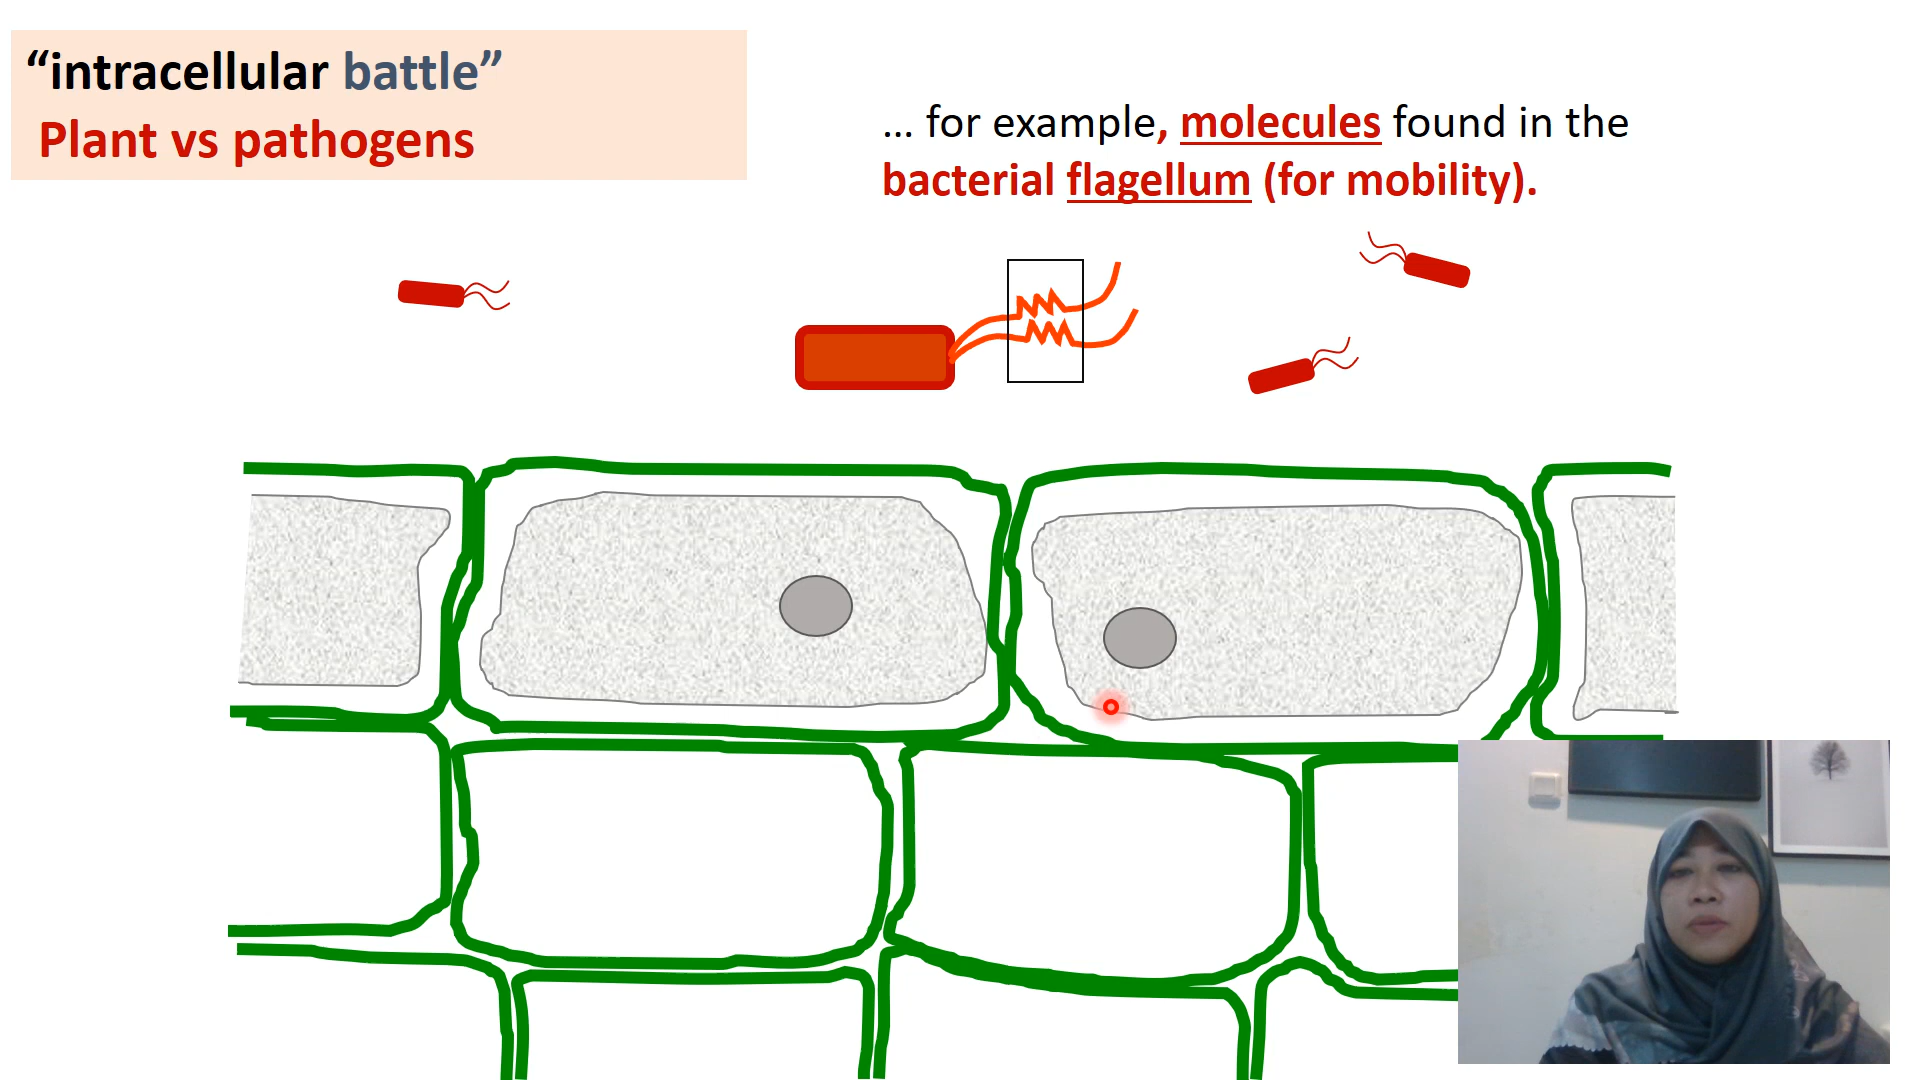 “intracellular battle”
Plant vs pathogens
... for example, molecules found in the
bacterial flagellum (for mobility).